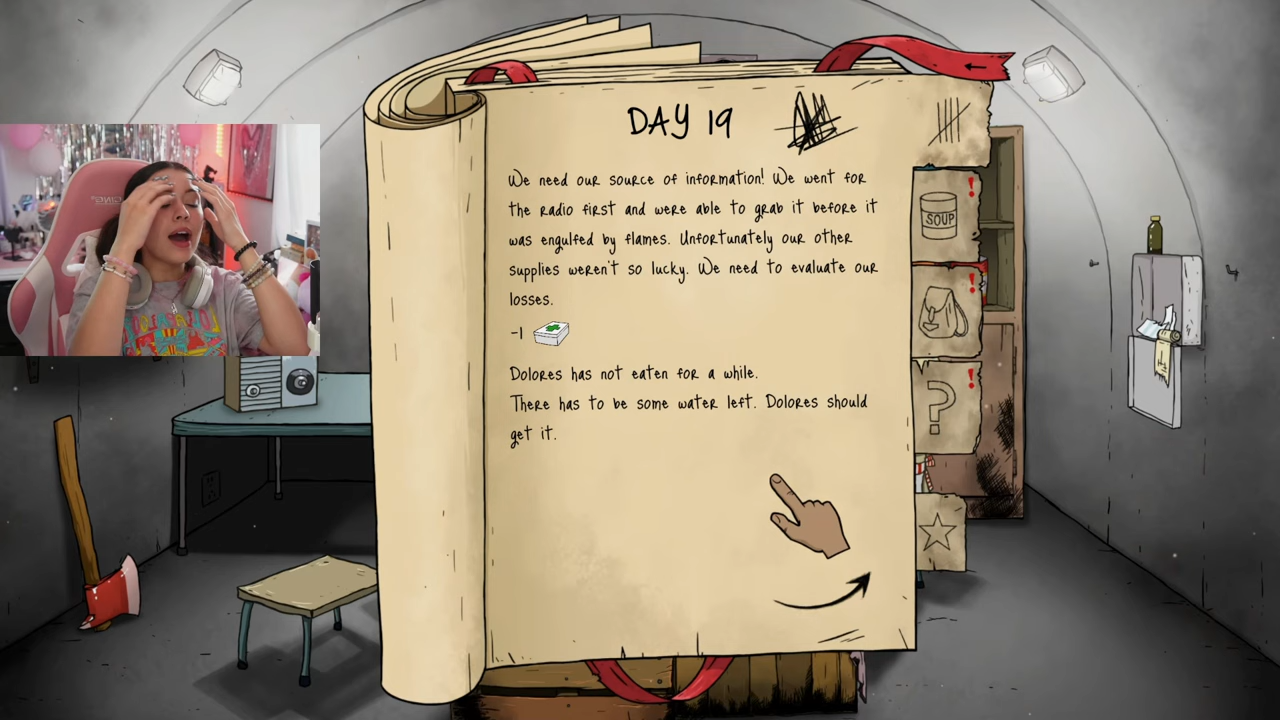 DAY 19
We need our source of information! We went for
the radio first and were able to grab it before it
was engulfed by flames. Unfortunately our other
supplies weren't so lucky. We need to evaluate our
losses.
-1
Dolores has not eaten for a while.
There has to be some water left. Dolores should
get it.
!
SOUP
!
!
?